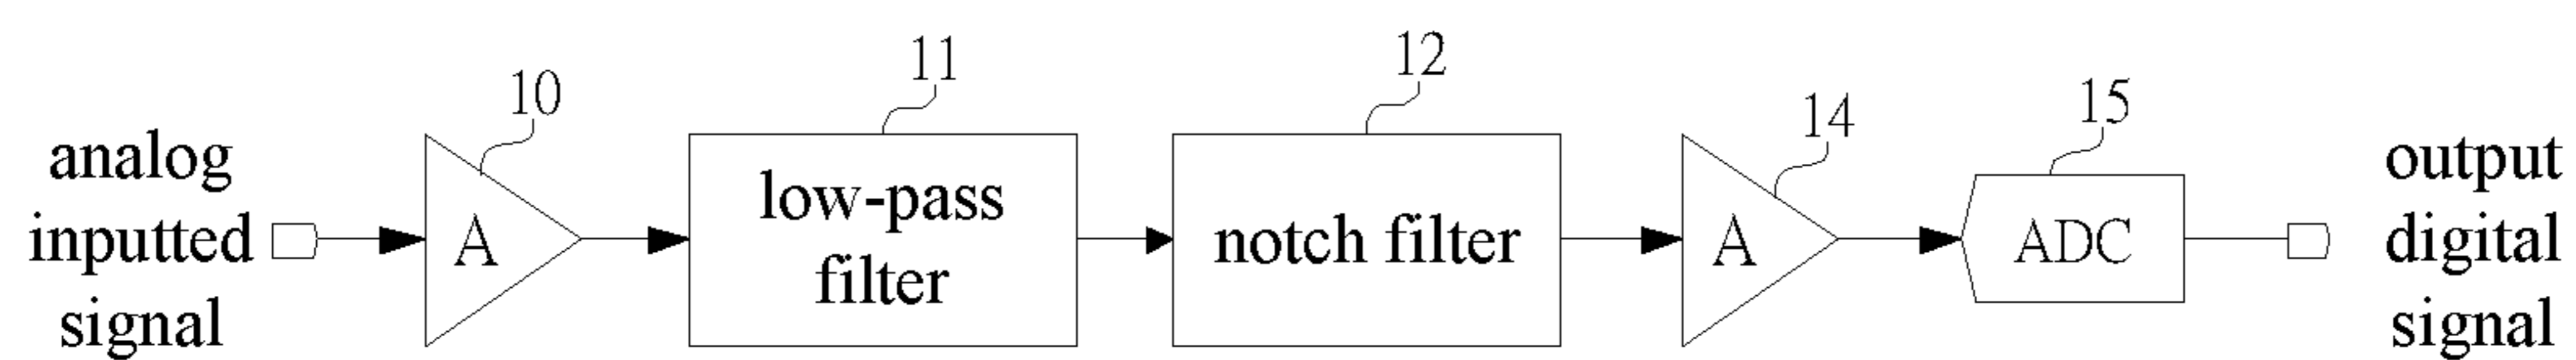 analog
inputted
signal
10
A
11
low-pass
filter
12
notch filter
14
A
15
ADC
output
digital
signal